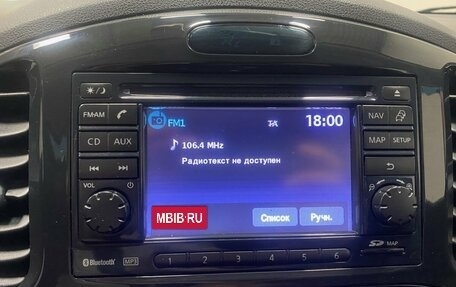 FM1 TA 18:00
FM·AM
NAV
106.4 MHz
Радиотекст не доступен
CD AUX
MAP SETUP
VOL
MBIB·RU
Список Ручн.
Bluetooth MP3
1 2 3 4 5 6
SD MAP